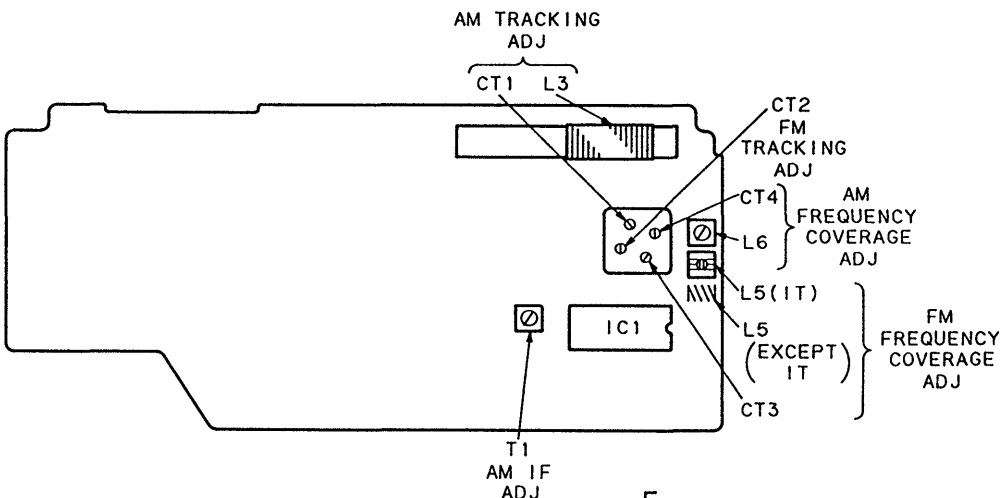 AM TRACKING
ADJ
CT1 L3
CT2
FM
TRACKING
ADJ
CT4
L6
AM
FREQUENCY
COVERAGE
ADJ
L5(IT)
L5
(EXCEPT
IT)
CT3
FM
FREQUENCY
COVERAGE
ADJ
IC1
T1
AM IF
ADJ